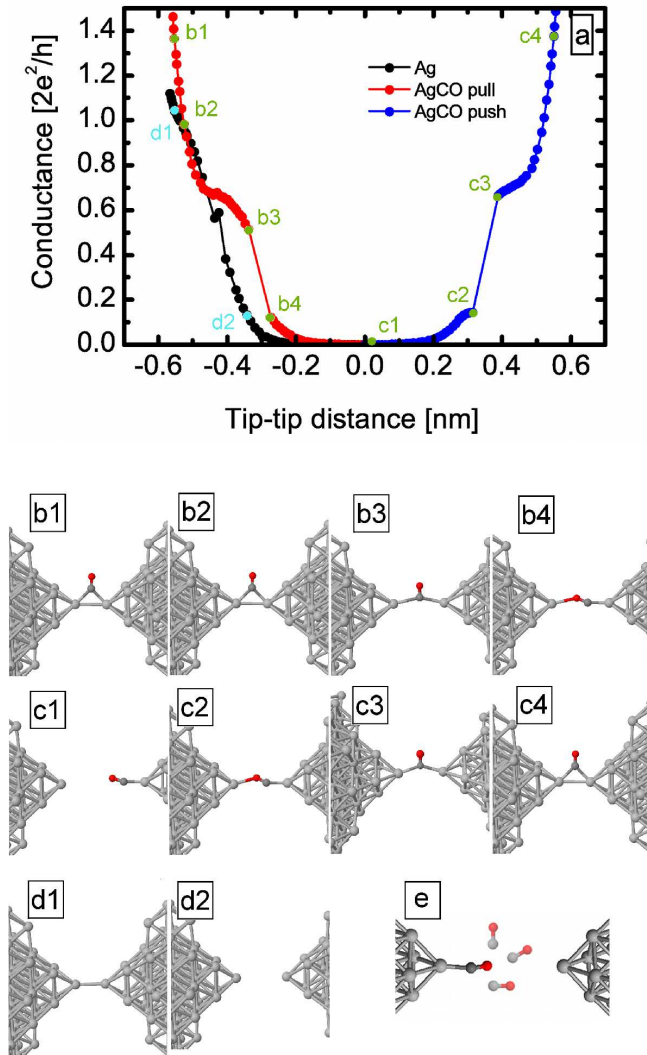 a
b1
c4
Ag
AgCO pull
AgCO push
d1
b2
c3
b3
d2
b4
c1
c2
Conductance [2e²/h]
1.4
1.2
1.0
0.8
0.6
0.4
0.2
0.0
-0.6 -0.4 -0.2 0.0 0.2 0.4 0.6
Tip-tip distance [nm]
b1 b2 b3 b4
c1 c2 c3 c4
d1 d2 e